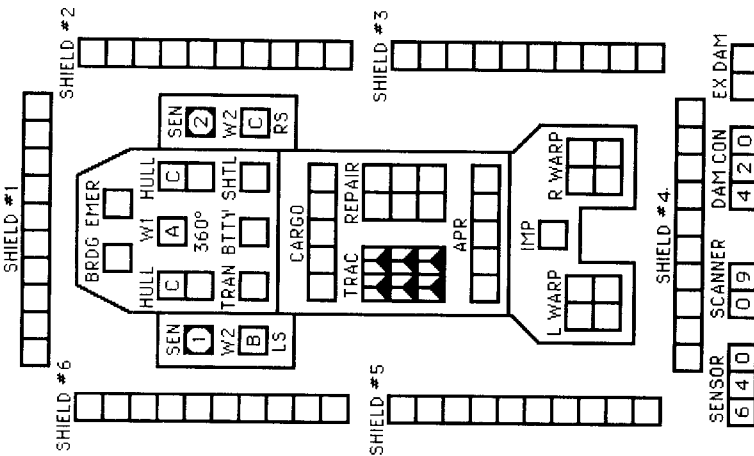 SHIELD #1
SHIELD #6
SHIELD #2
BRDG EMER
HULL W1 HULL
C A C
360°
SEN
SEN
1
2
TRAN BTTY SHTL
W2
W2
B
C
LS
RS
CARGO
SHIELD #5
SHIELD #3
TRAC REPAIR
APR
IMP
L WARP R WARP
SHIELD #4
SENSOR SCANNER DAM CON EX DAM
6 4 0 0 9 4 2 0